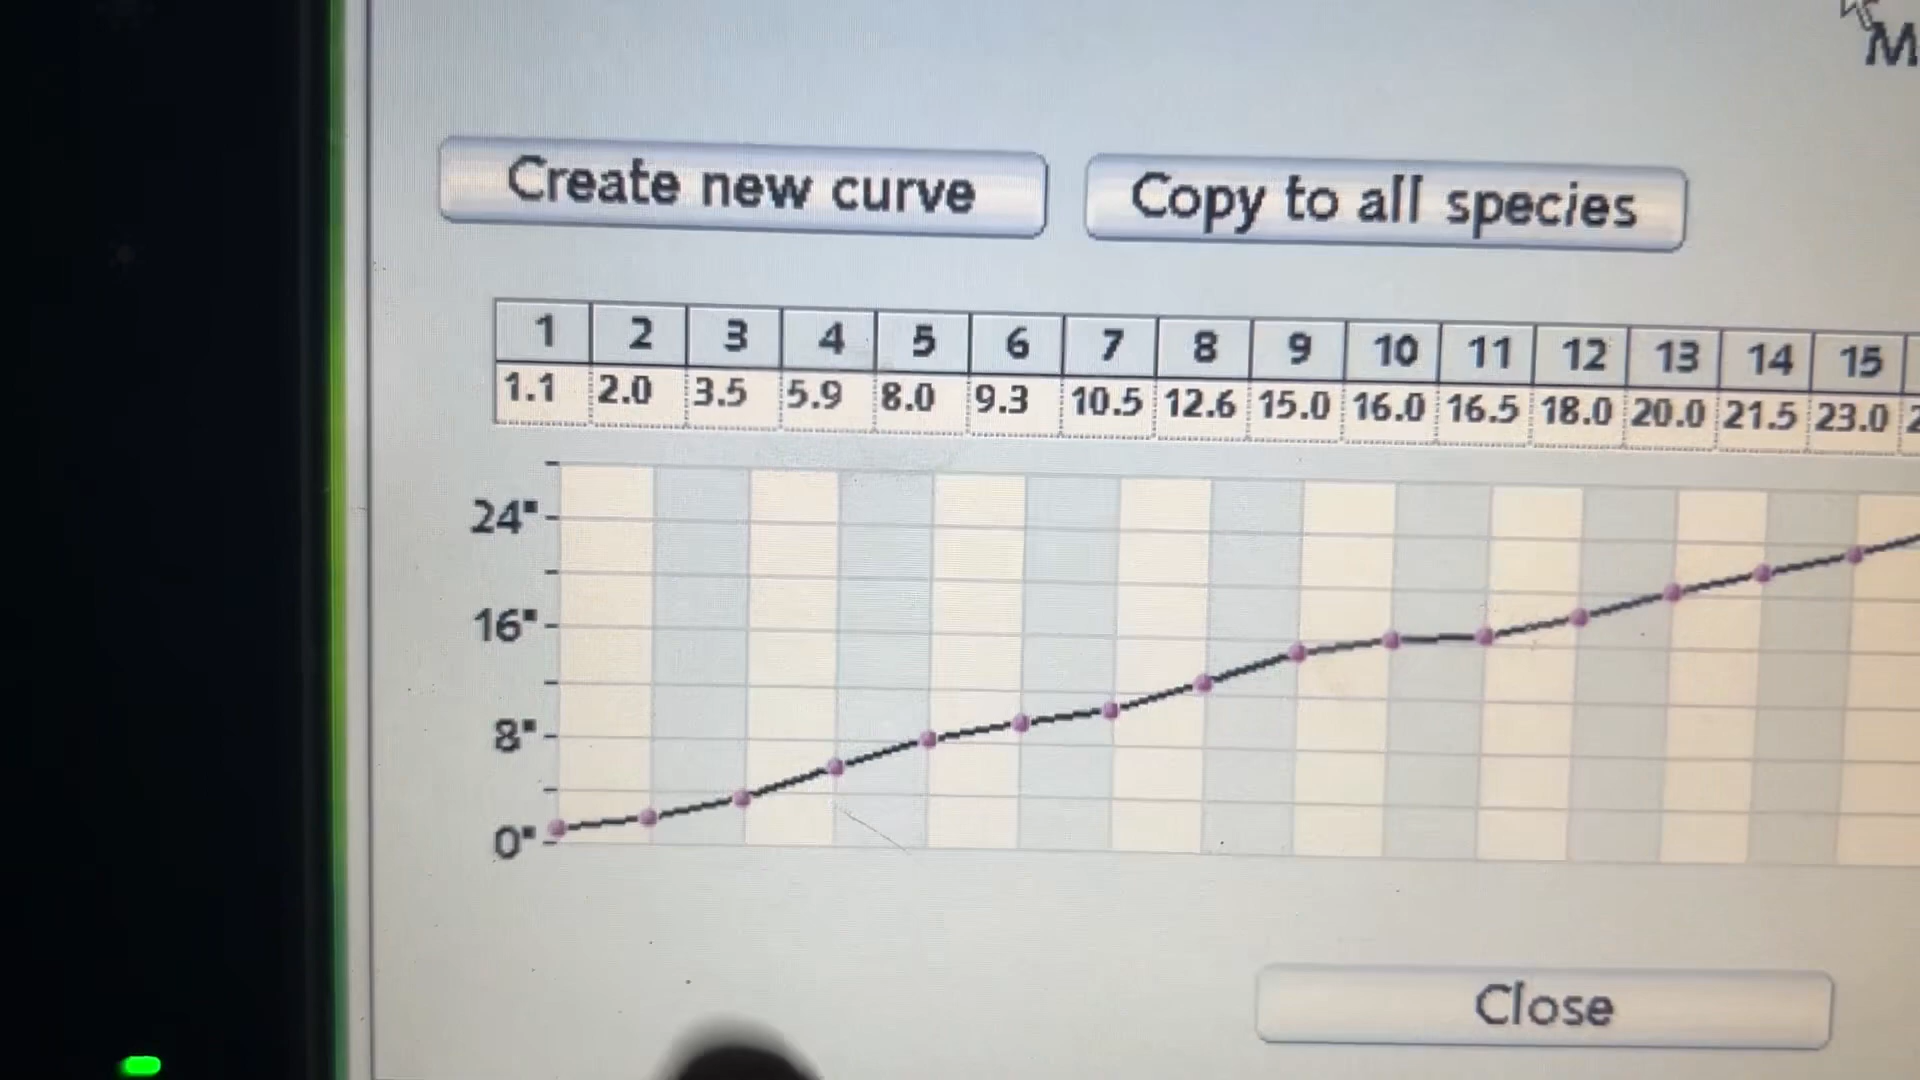 M
Create new curve
Copy to all species
1 2 3 4 5 6 7 8 9 10 11 12 13 14 15
1.1 2.0 3.5 5.9 8.0 9.3 10.5 12.6 15.0 16.0 16.5 18.0 20.0 21.5 23.0 2
24"
16"
8"
0"
Close